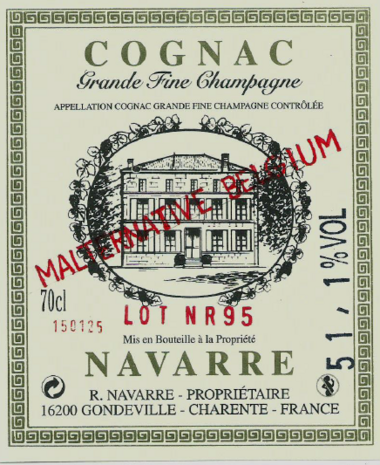 COGNAC
Grande Fine Champagne
APPELLATION COGNAC GRANDE FINE CHAMPAGNE CONTRÔLÉE
MALTERNATIVE BELGIUM
70cl
150125
LOT NR95
51,1%VOL
Mis en Bouteille à la Propriété
NAVARRE
R. NAVARRE - PROPRIÉTAIRE
16200 GONDEVILLE - CHARENTE - FRANCE